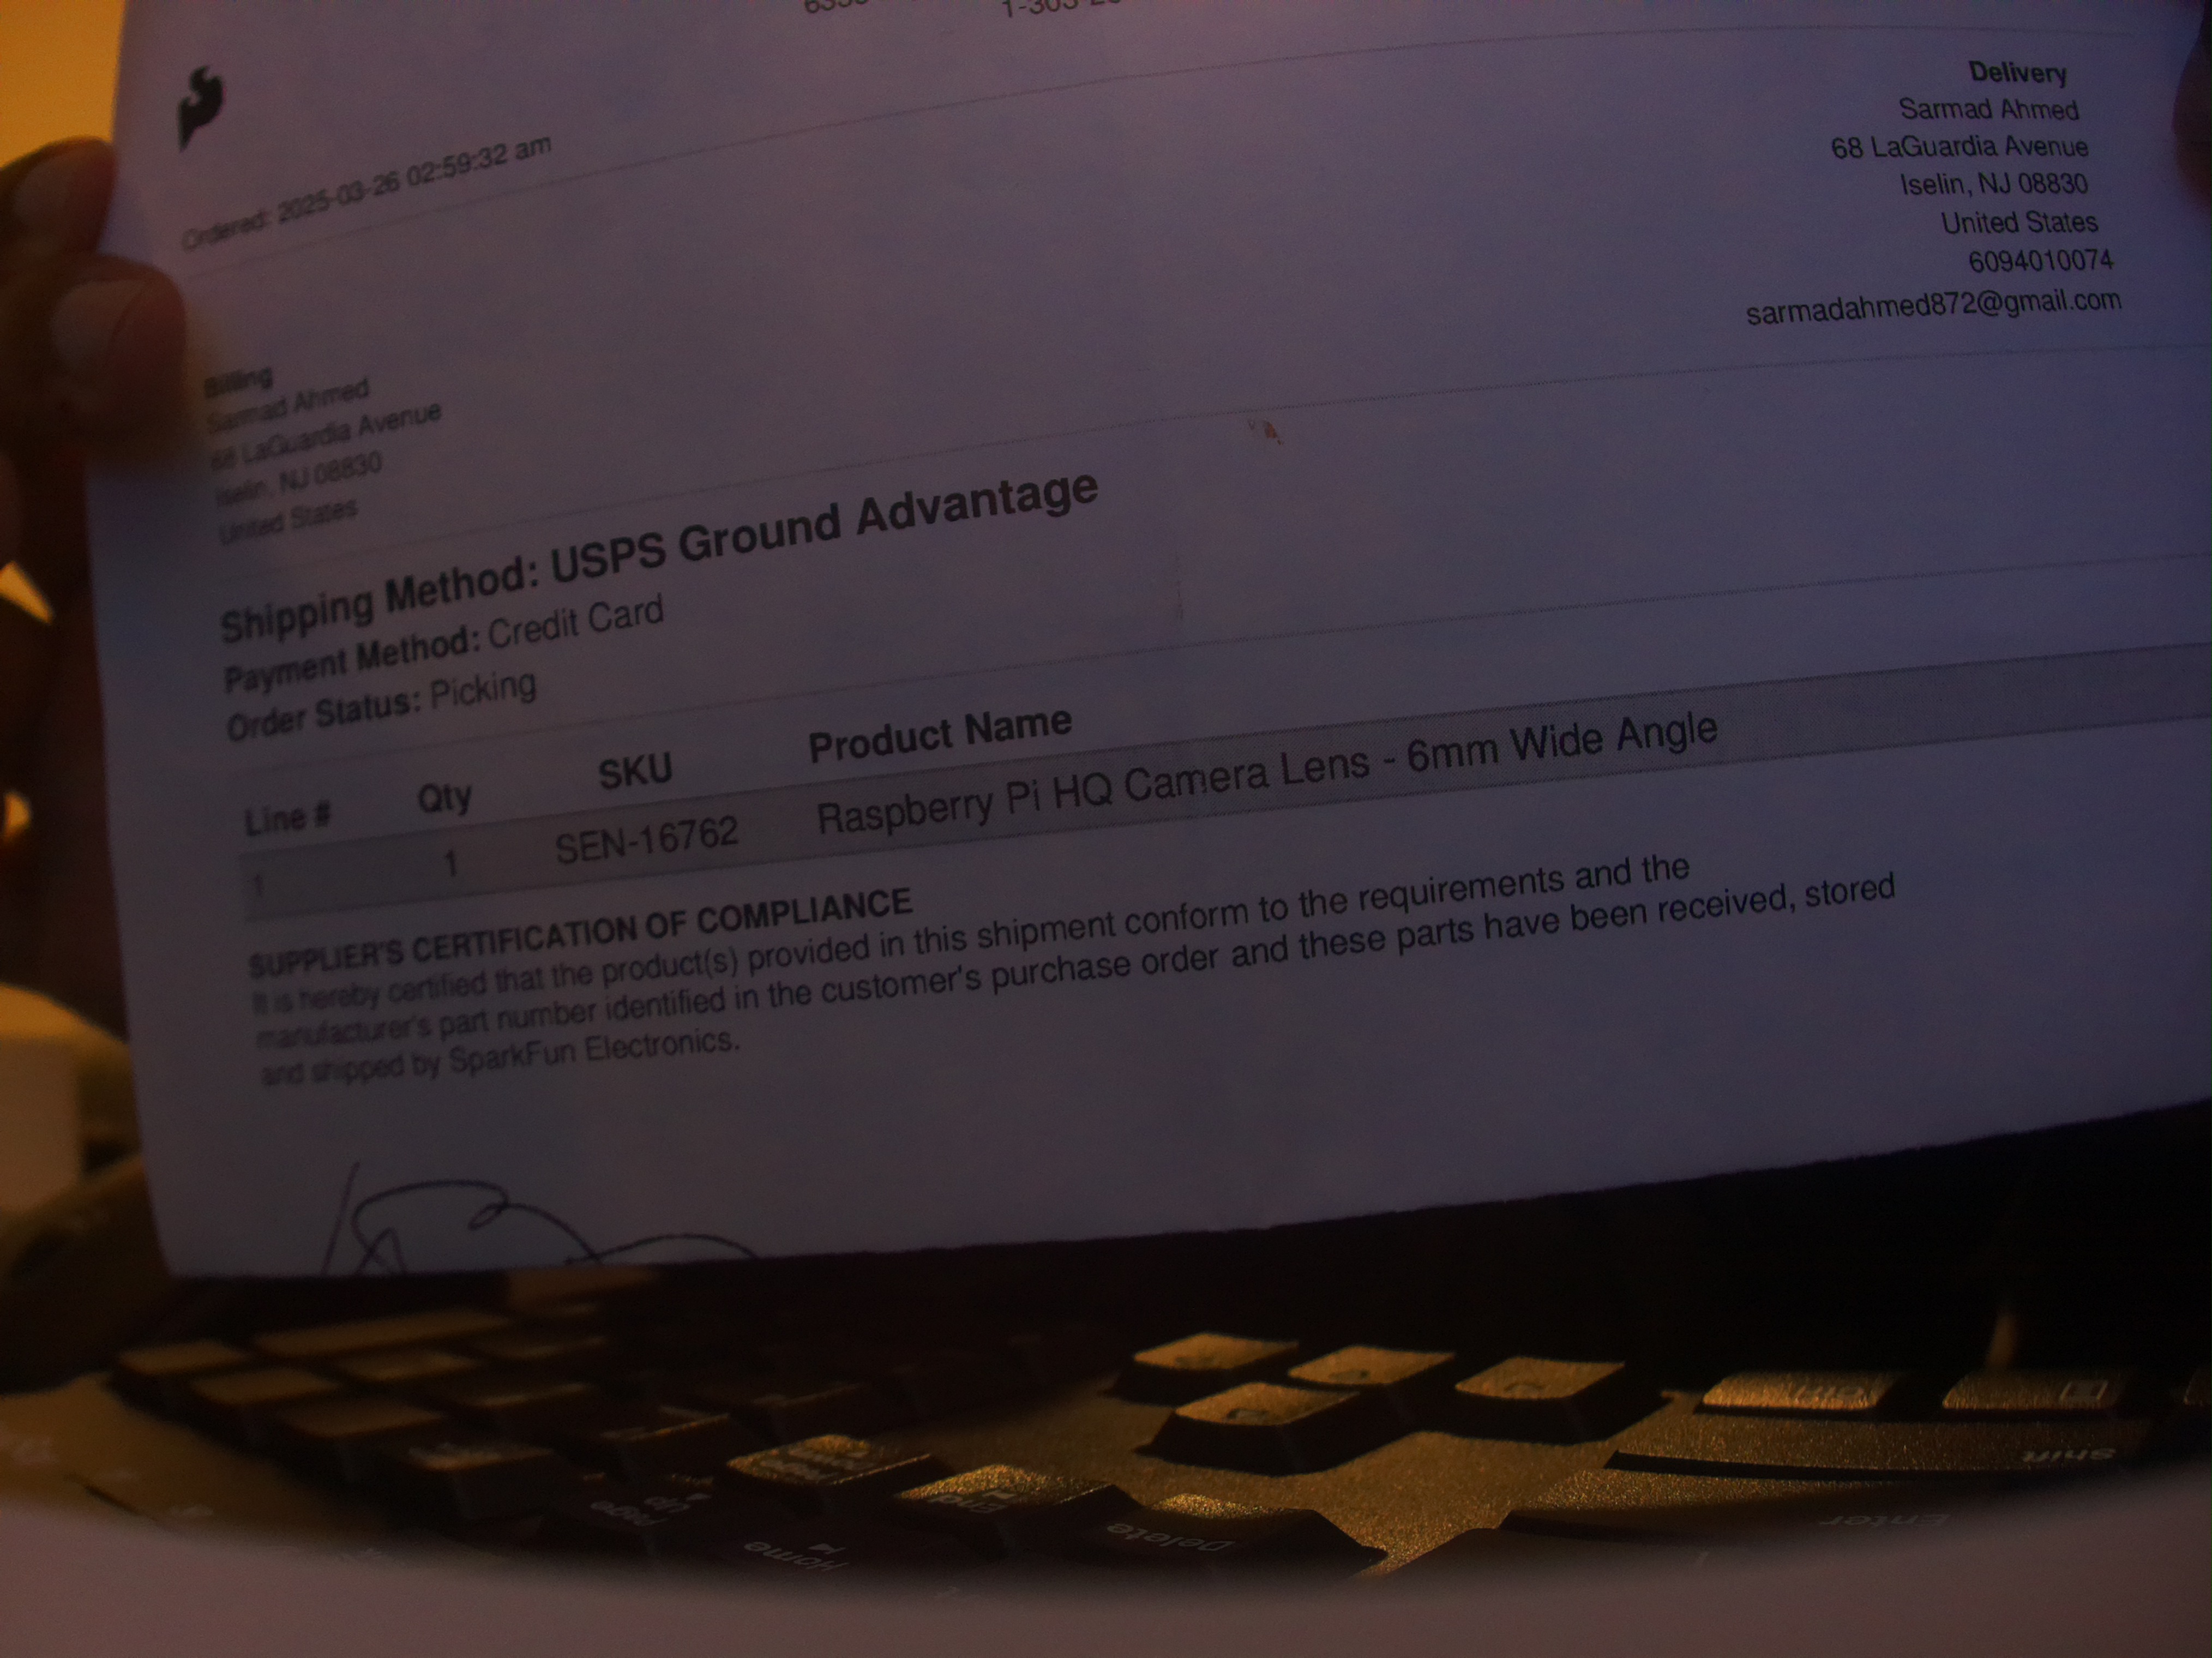 1-303-
Ordered: 2025-03-26 02:59:32 am
Delivery
Sarmad Ahmed
68 LaGuardia Avenue
Iselin, NJ 08830
United States
6094010074
sarmadahmed872@gmail.com
Billing
Sarmad Ahmed
68 LaGuardia Avenue
Iselin, NJ 08830
United States
Shipping Method: USPS Ground Advantage
Payment Method: Credit Card
Order Status: Picking
Line # Qty SKU Product Name
1 1 SEN-16762 Raspberry Pi HQ Camera Lens - 6mm Wide Angle
SUPPLIER'S CERTIFICATION OF COMPLIANCE
It is hereby certified that the product(s) provided in this shipment conform to the requirements and the
manufacturer's part number identified in the customer's purchase order and these parts have been received, stored
and shipped by SparkFun Electronics.
Shift
Page Up
End
Enter
Home
Delete